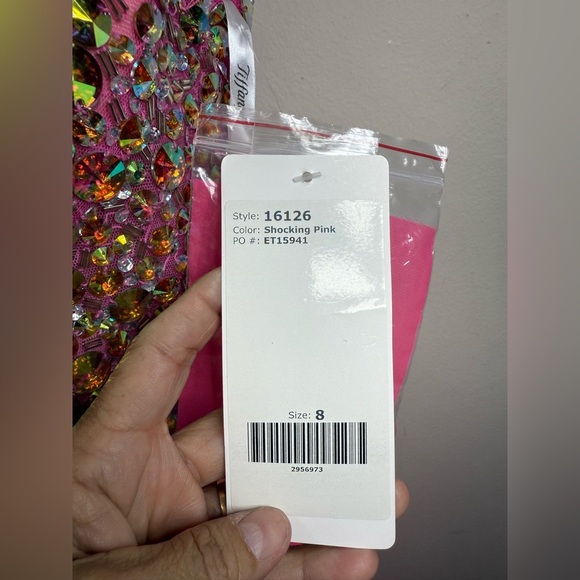 Style: 16126
Color: Shocking Pink
PO #: ET15941
Size: 8
2956973